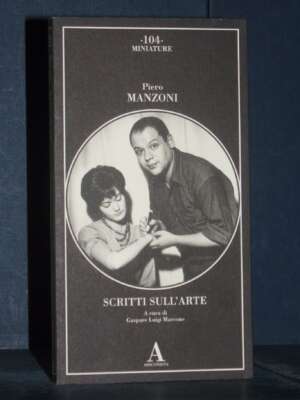 ·104·
MINIATURE
Piero
MANZONI
SCRITTI SULL'ARTE
A cura di
Gaspare Luigi Marcone
A
ABSCONDITA